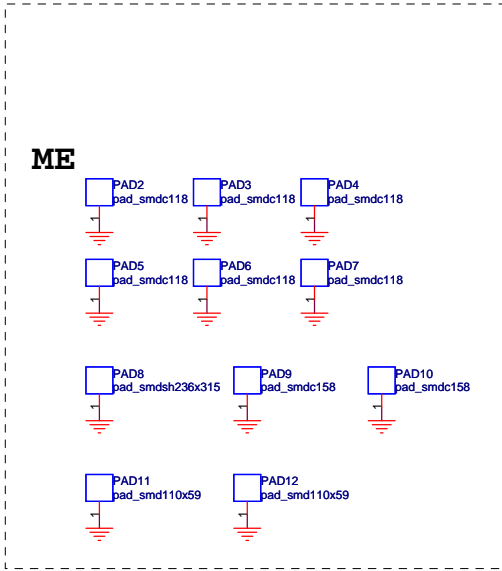 ME
PAD2 PAD3 PAD4
pad_smdc118 pad_smdc118 pad_smdc118
1 1 1
PAD5 PAD6 PAD7
pad_smdc118 pad_smdc118 pad_smdc118
1 1 1
PAD8 PAD9 PAD10
pad_smdsh236x315 pad_smdc158 pad_smdc158
1 1 1
PAD11 PAD12
pad_smd110x59 pad_smd110x59
1 1